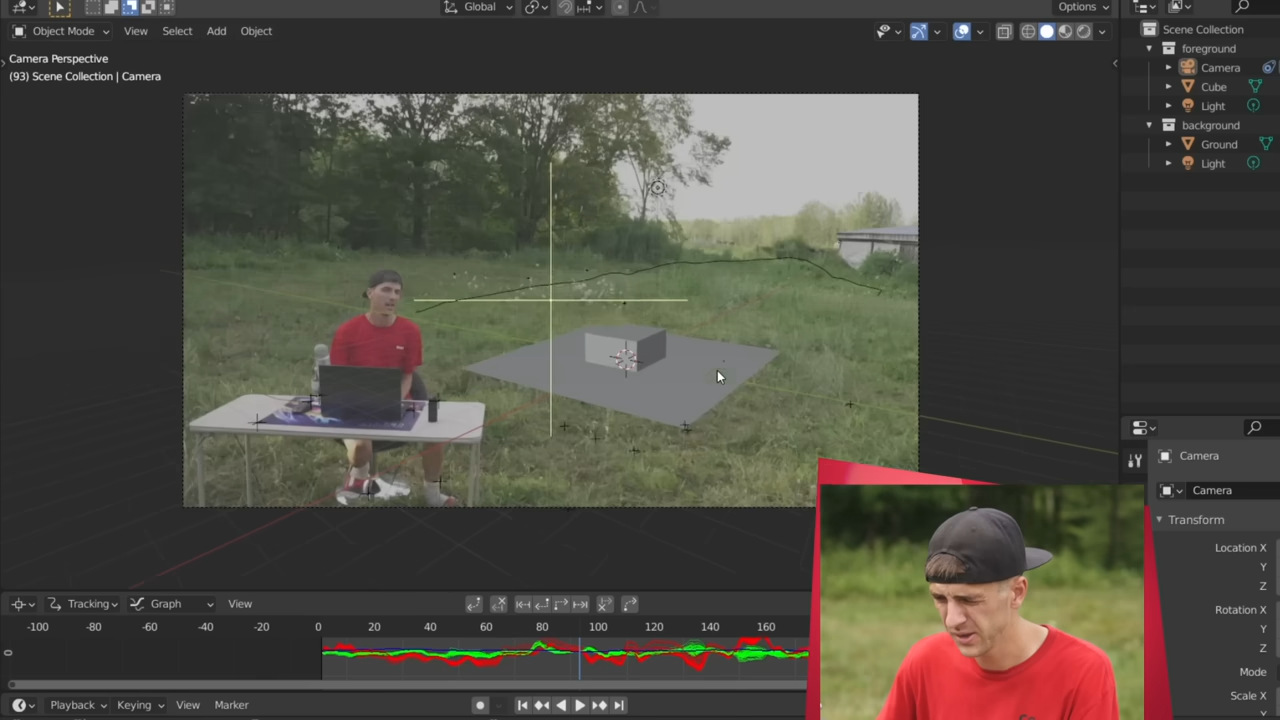 Global
Options
Object Mode
View
Select
Add
Object
Camera Perspective
(93) Scene Collection | Camera
Scene Collection
foreground
Camera
Cube
Light
background
Ground
Light
Camera
Camera
Transform
Location X
Y
Z
Rotation X
Y
Z
Mode
Scale X
Y
Tracking
Graph
View
-100 -80 -60 -40 -20 0 20 40 60 80 100 120 140 160
0
Playback
Keying
View
Marker